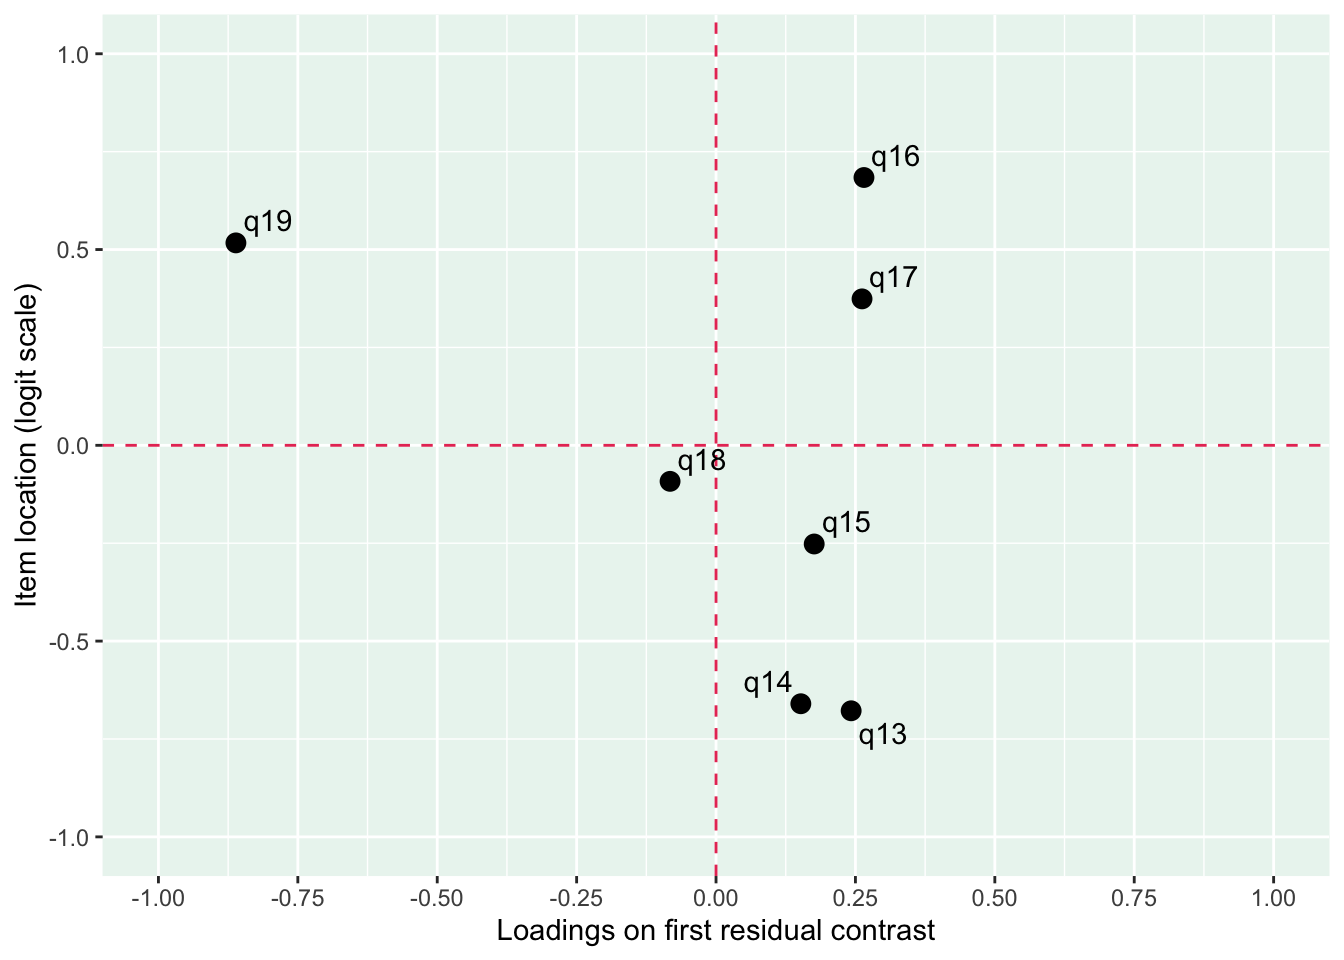 1.0
0.5
0.0
-0.5
-1.0
Item location (logit scale)
q16
q19
q17
q18
q15
q14
q13
-1.00 -0.75 -0.50 -0.25 0.00 0.25 0.50 0.75 1.00
Loadings on first residual contrast